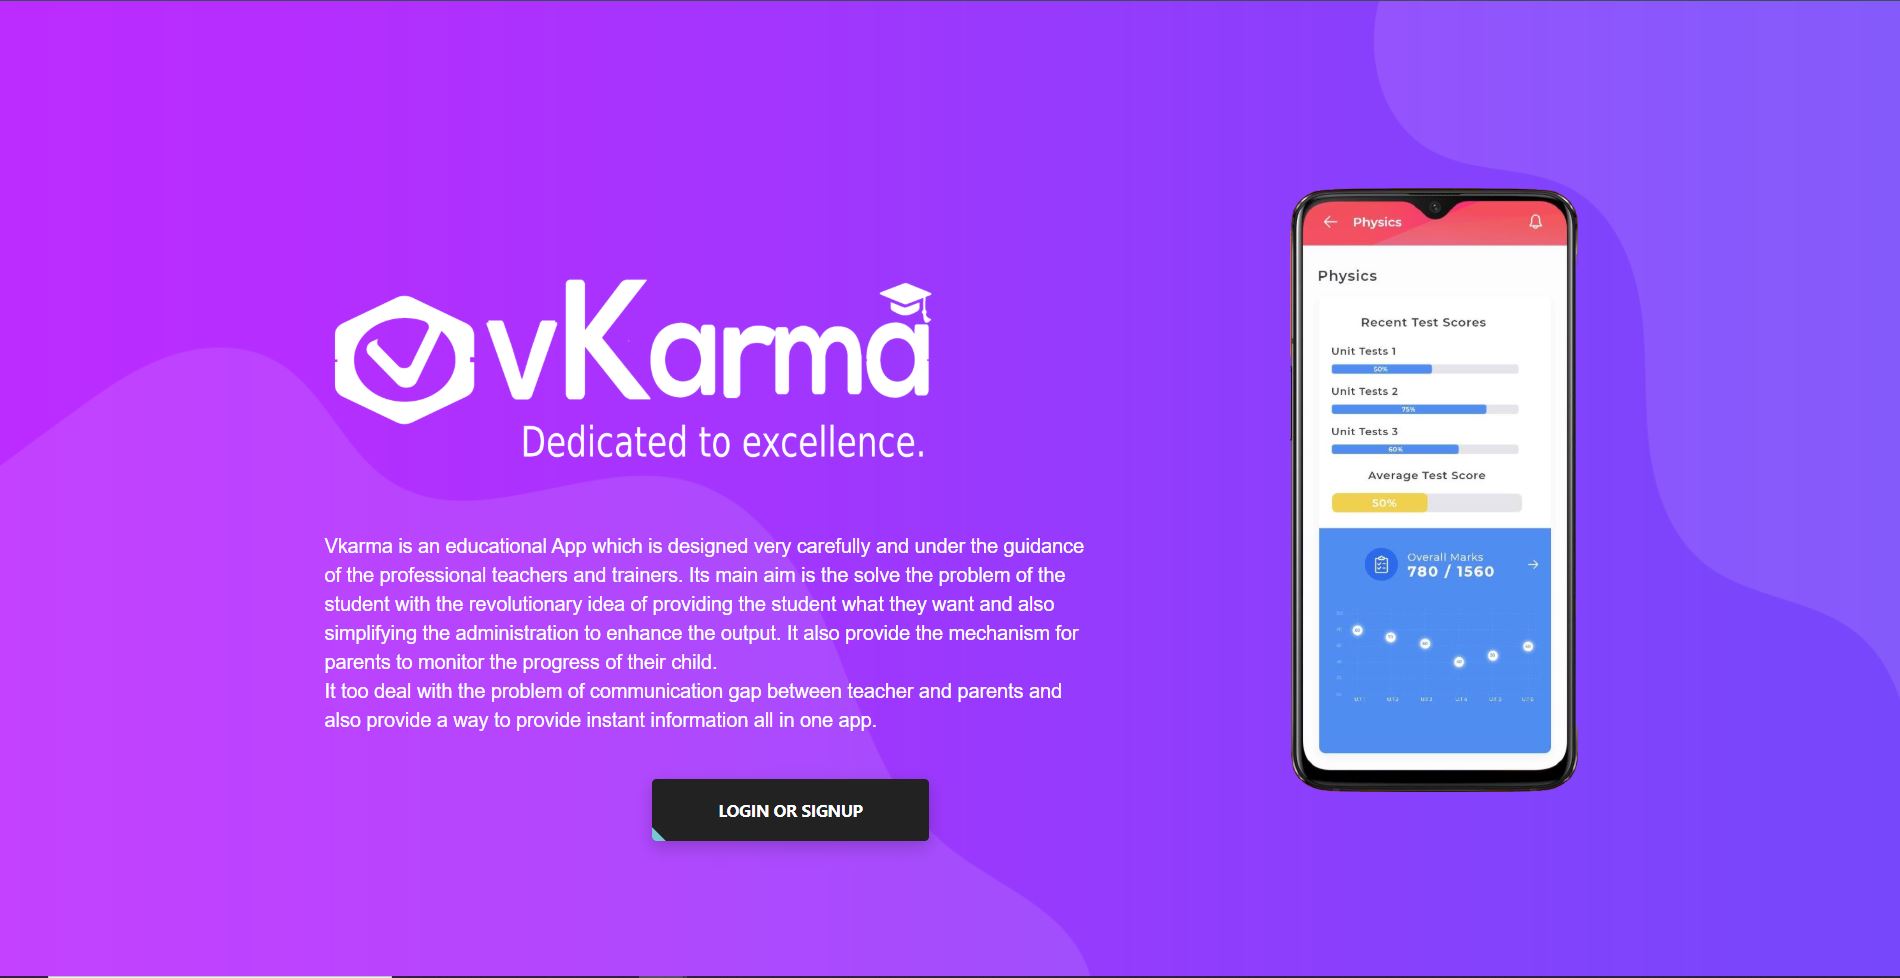 vKarma
Dedicated to excellence.
Vkarma is an educational App which is designed very carefully and under the guidance
of the professional teachers and trainers. Its main aim is the solve the problem of the
student with the revolutionary idea of providing the student what they want and also
simplifying the administration to enhance the output. It also provide the mechanism for
parents to monitor the progress of their child.
It too deal with the problem of communication gap between teacher and parents and
also provide a way to provide instant information all in one app.
LOGIN OR SIGNUP
Physics
Physics
Recent Test Scores
Unit Tests 1
50%
Unit Tests 2
75%
Unit Tests 3
60%
Average Test Score
50%
Overall Marks
780 / 1560